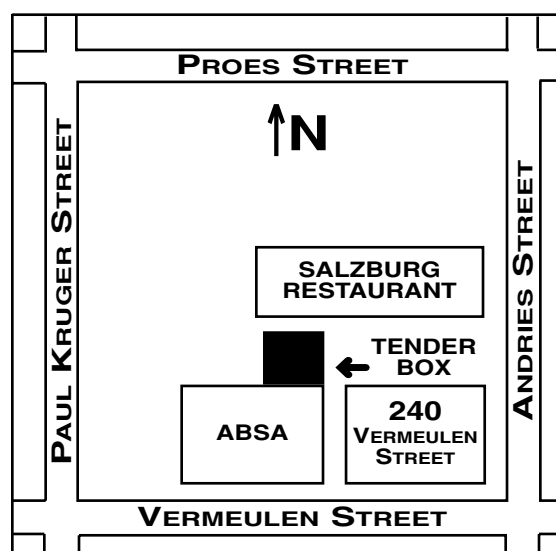 PROES STREET
N
PAUL KRUGER STREET
ANDRIES STREET
SALZBURG
RESTAURANT
TENDER
BOX
ABSA
240
VERMEULEN
STREET
VERMEULEN STREET